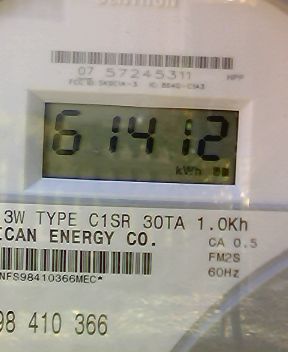 07 57245311 HPF
61412
kWh
3W TYPE C1SR 30TA 1.0Kh
ICAN ENERGY CO.
CA 0.5
FM2S
60Hz
NFS98410366MEC*
98 410 366